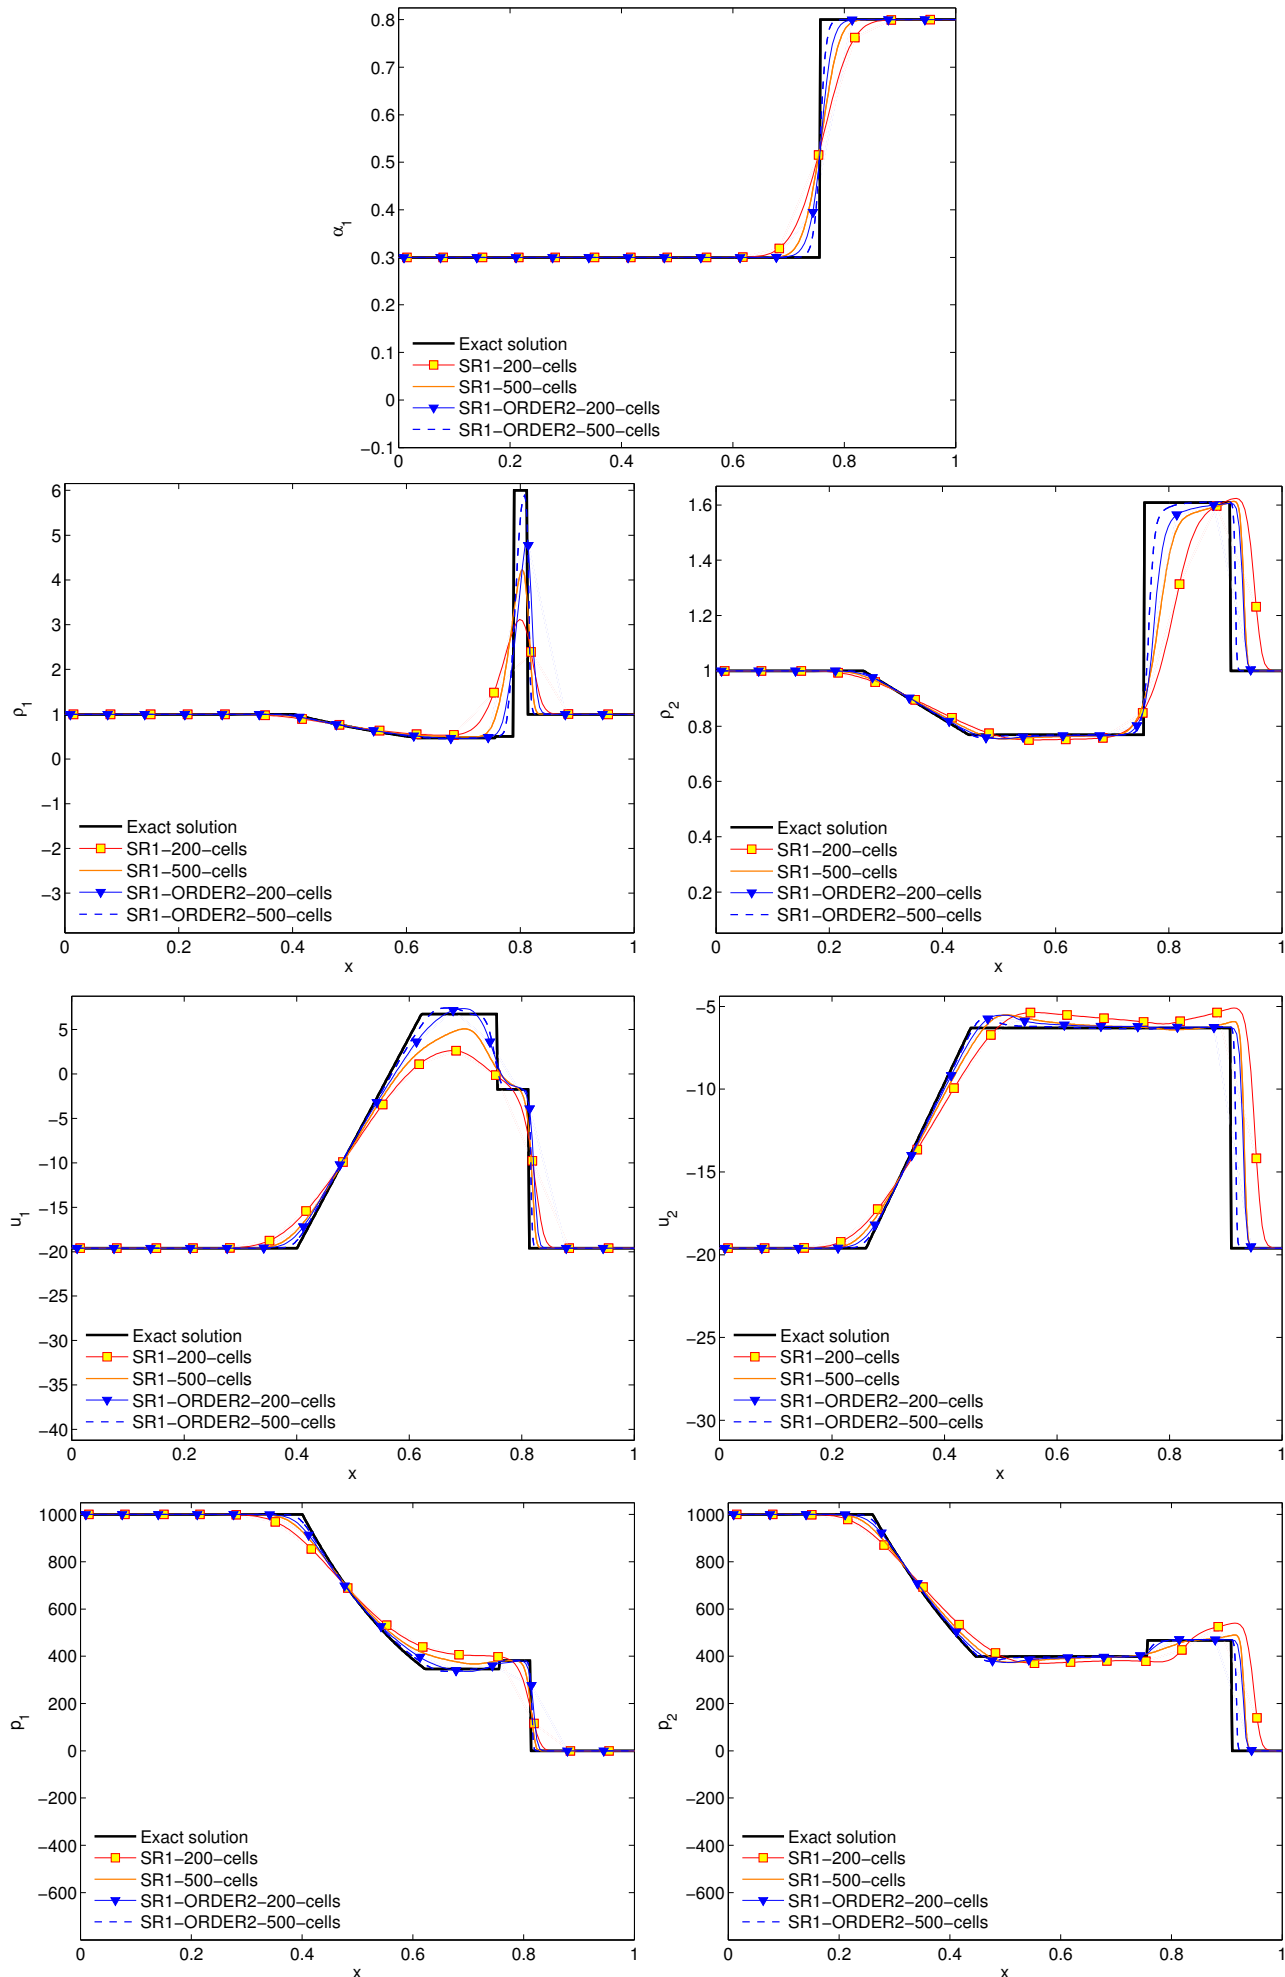 0.8
0.7
0.6
0.5
0.4
0.3
0.2
0.1
0
−0.1
α1
Exact solution
SR1−200−cells
SR1−500−cells
SR1−ORDER2−200−cells
SR1−ORDER2−500−cells
0 0.2 0.4 0.6 0.8 1
6
5
4
3
2
1
0
−1
−2
−3
ρ1
Exact solution
SR1−200−cells
SR1−500−cells
SR1−ORDER2−200−cells
SR1−ORDER2−500−cells
0 0.2 0.4 0.6 0.8 1
x
1.6
1.4
1.2
1
0.8
0.6
0.4
0.2
ρ2
Exact solution
SR1−200−cells
SR1−500−cells
SR1−ORDER2−200−cells
SR1−ORDER2−500−cells
0 0.2 0.4 0.6 0.8 1
x
5
0
−5
−10
−15
−20
−25
−30
−35
−40
u1
Exact solution
SR1−200−cells
SR1−500−cells
SR1−ORDER2−200−cells
SR1−ORDER2−500−cells
0 0.2 0.4 0.6 0.8 1
x
−5
−10
−15
−20
−25
−30
u2
Exact solution
SR1−200−cells
SR1−500−cells
SR1−ORDER2−200−cells
SR1−ORDER2−500−cells
0 0.2 0.4 0.6 0.8 1
x
1000
800
600
400
200
0
−200
−400
−600
p1
Exact solution
SR1−200−cells
SR1−500−cells
SR1−ORDER2−200−cells
SR1−ORDER2−500−cells
0 0.2 0.4 0.6 0.8 1
x
1000
800
600
400
200
0
−200
−400
−600
p2
Exact solution
SR1−200−cells
SR1−500−cells
SR1−ORDER2−200−cells
SR1−ORDER2−500−cells
0 0.2 0.4 0.6 0.8 1
x